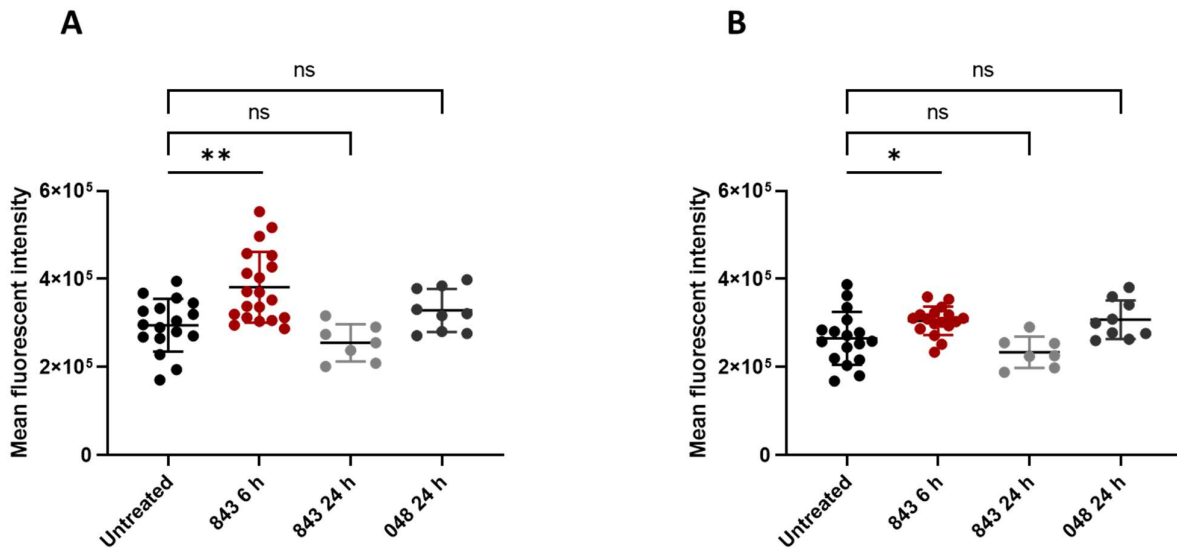 A
ns
ns
**
Mean fluorescent intensity
6×10⁵
4×10⁵
2×10⁵
0
Untreated
843 6 h
843 24 h
048 24 h
B
ns
ns
*
Mean fluorescent intensity
6×10⁵
4×10⁵
2×10⁵
0
Untreated
843 6 h
843 24 h
048 24 h